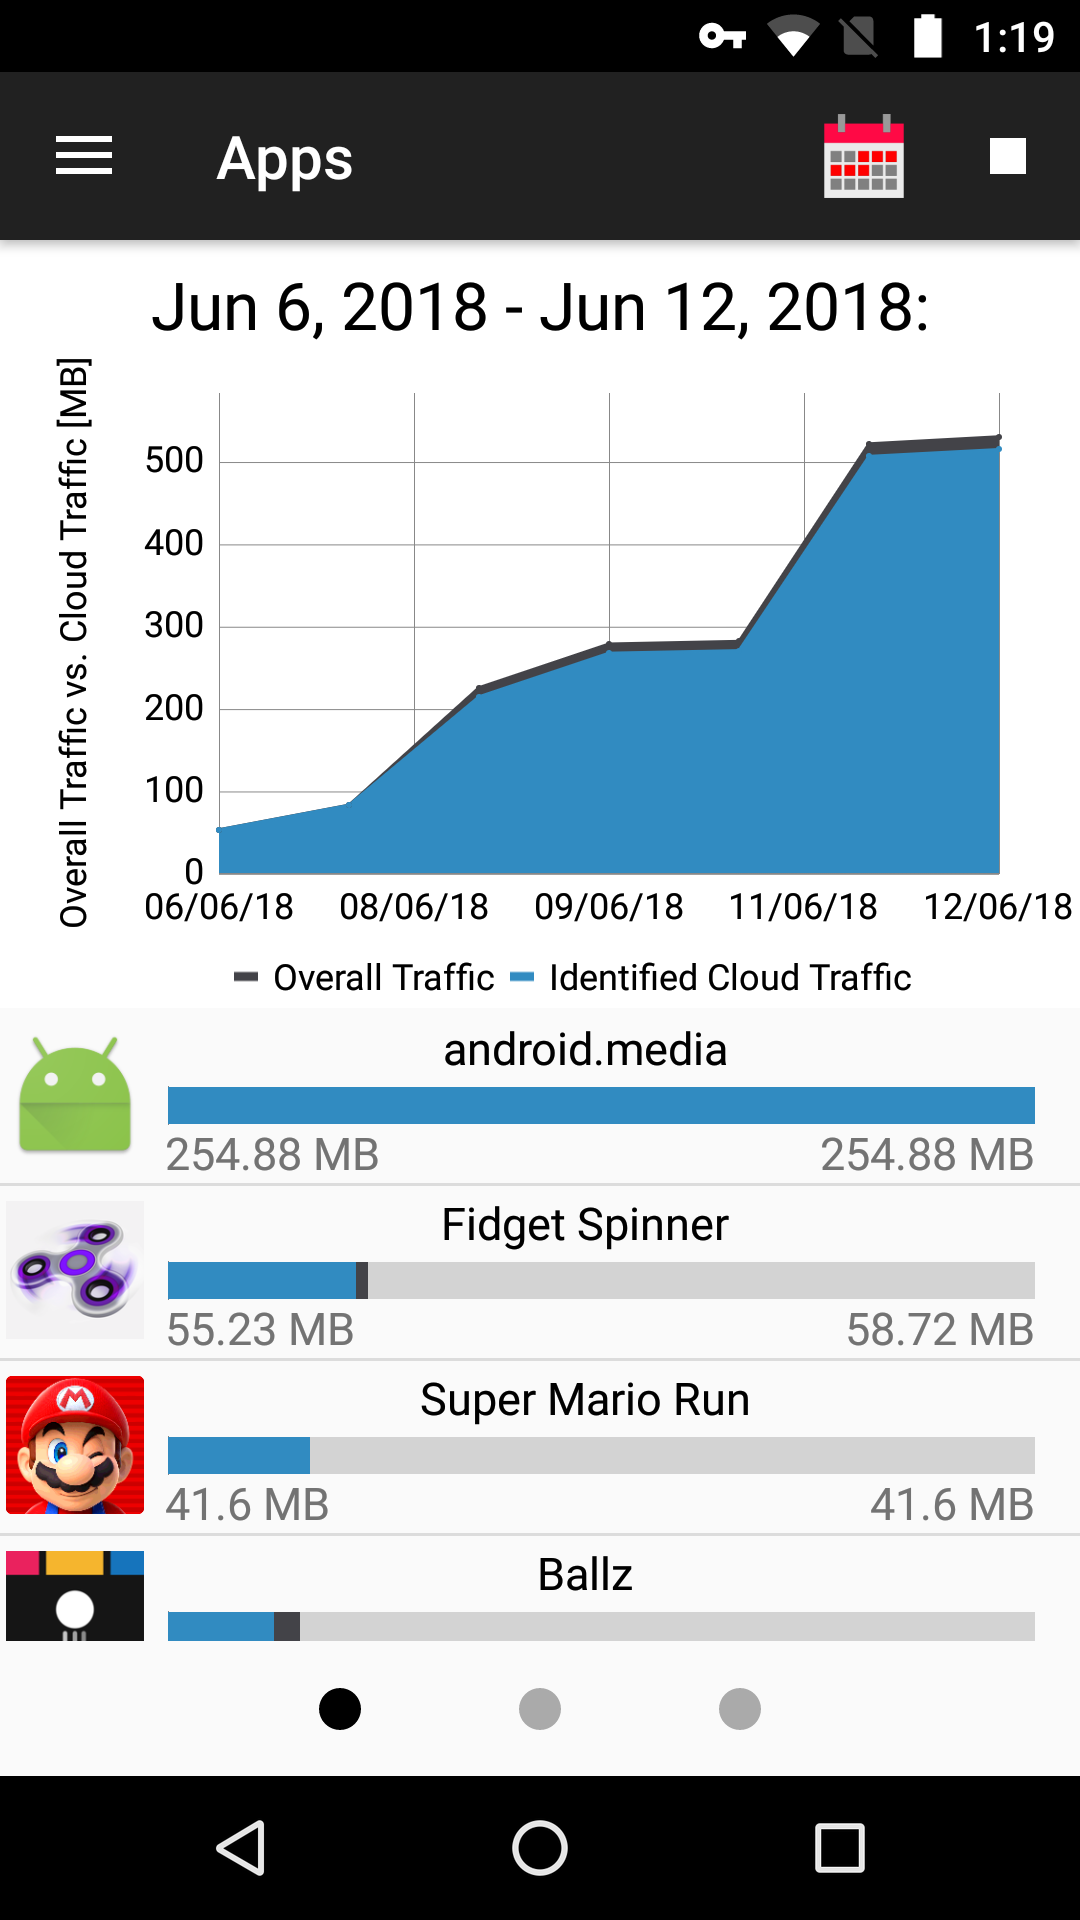 1:19
Apps
Jun 6, 2018 - Jun 12, 2018:
Overall Traffic vs. Cloud Traffic [MB]
500
400
300
200
100
0
06/06/18 08/06/18 09/06/18 11/06/18 12/06/18
Overall Traffic Identified Cloud Traffic
android.media
254.88 MB 254.88 MB
Fidget Spinner
55.23 MB 58.72 MB
M
Super Mario Run
41.6 MB 41.6 MB
Ballz